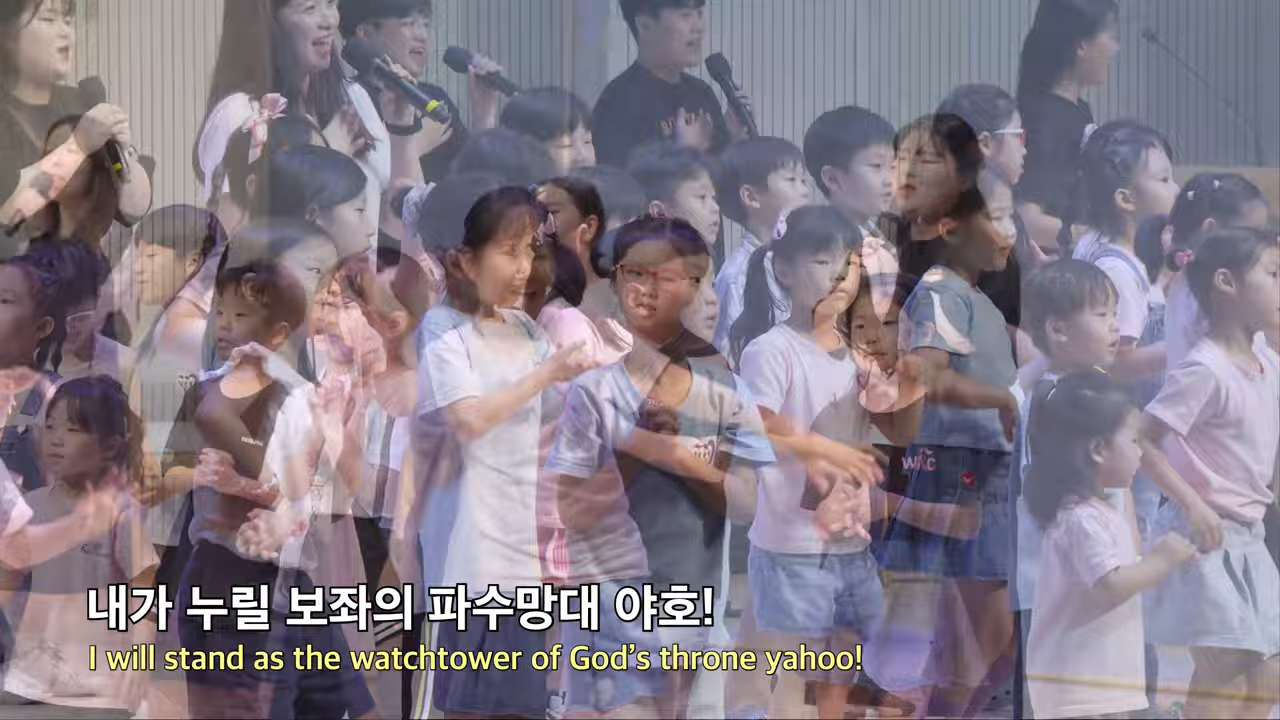 WRC
내가 누릴 보좌의 파수망대 야호!
I will stand as the watchtower of God's throne yahoo!